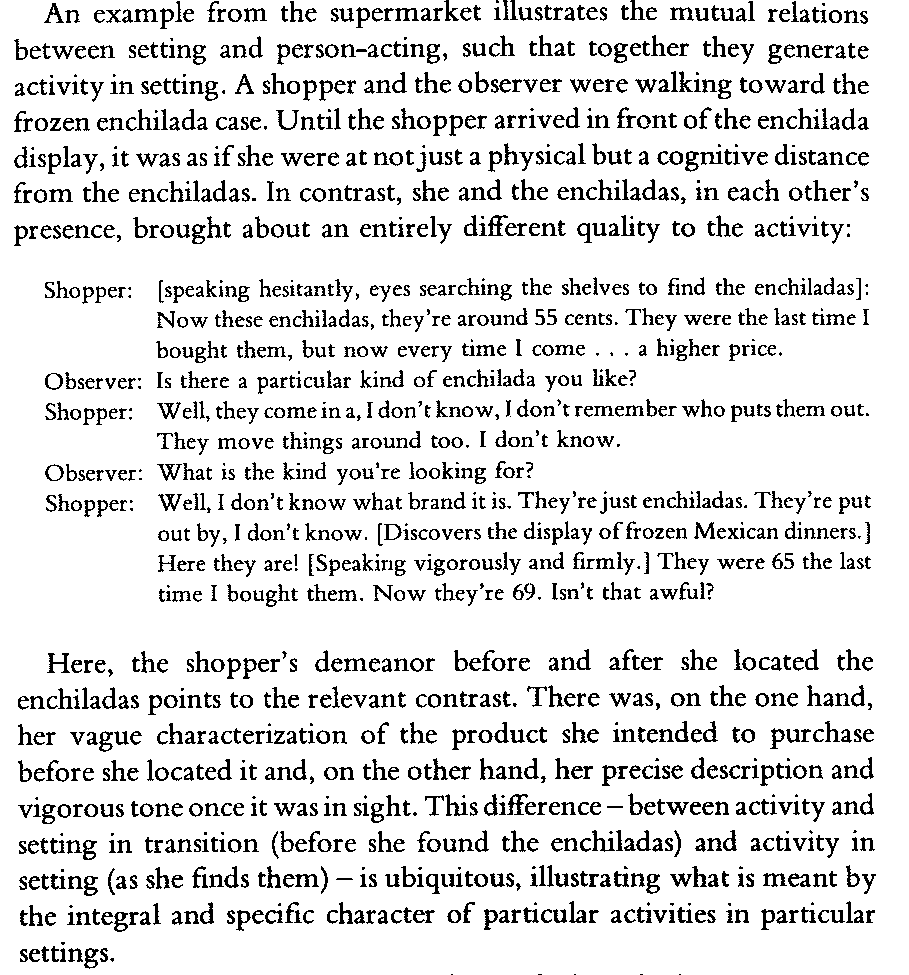 An example from the supermarket illustrates the mutual relations
between setting and person-acting, such that together they generate
activity in setting. A shopper and the observer were walking toward the
frozen enchilada case. Until the shopper arrived in front of the enchilada
display, it was as if she were at not just a physical but a cognitive distance
from the enchiladas. In contrast, she and the enchiladas, in each other's
presence, brought about an entirely different quality to the activity:
Shopper: [speaking hesitantly, eyes searching the shelves to find the enchiladas]:
Now these enchiladas, they're around 55 cents. They were the last time I
bought them, but now every time I come . . . a higher price.
Observer: Is there a particular kind of enchilada you like?
Shopper: Well, they come in a, I don't know, I don't remember who puts them out.
They move things around too. I don't know.
Observer: What is the kind you're looking for?
Shopper: Well, I don't know what brand it is. They're just enchiladas. They're put
out by, I don't know. [Discovers the display of frozen Mexican dinners.]
Here they are! [Speaking vigorously and firmly.] They were 65 the last
time I bought them. Now they're 69. Isn't that awful?
Here, the shopper's demeanor before and after she located the
enchiladas points to the relevant contrast. There was, on the one hand,
her vague characterization of the product she intended to purchase
before she located it and, on the other hand, her precise description and
vigorous tone once it was in sight. This difference – between activity and
setting in transition (before she found the enchiladas) and activity in
setting (as she finds them) – is ubiquitous, illustrating what is meant by
the integral and specific character of particular activities in particular
settings.